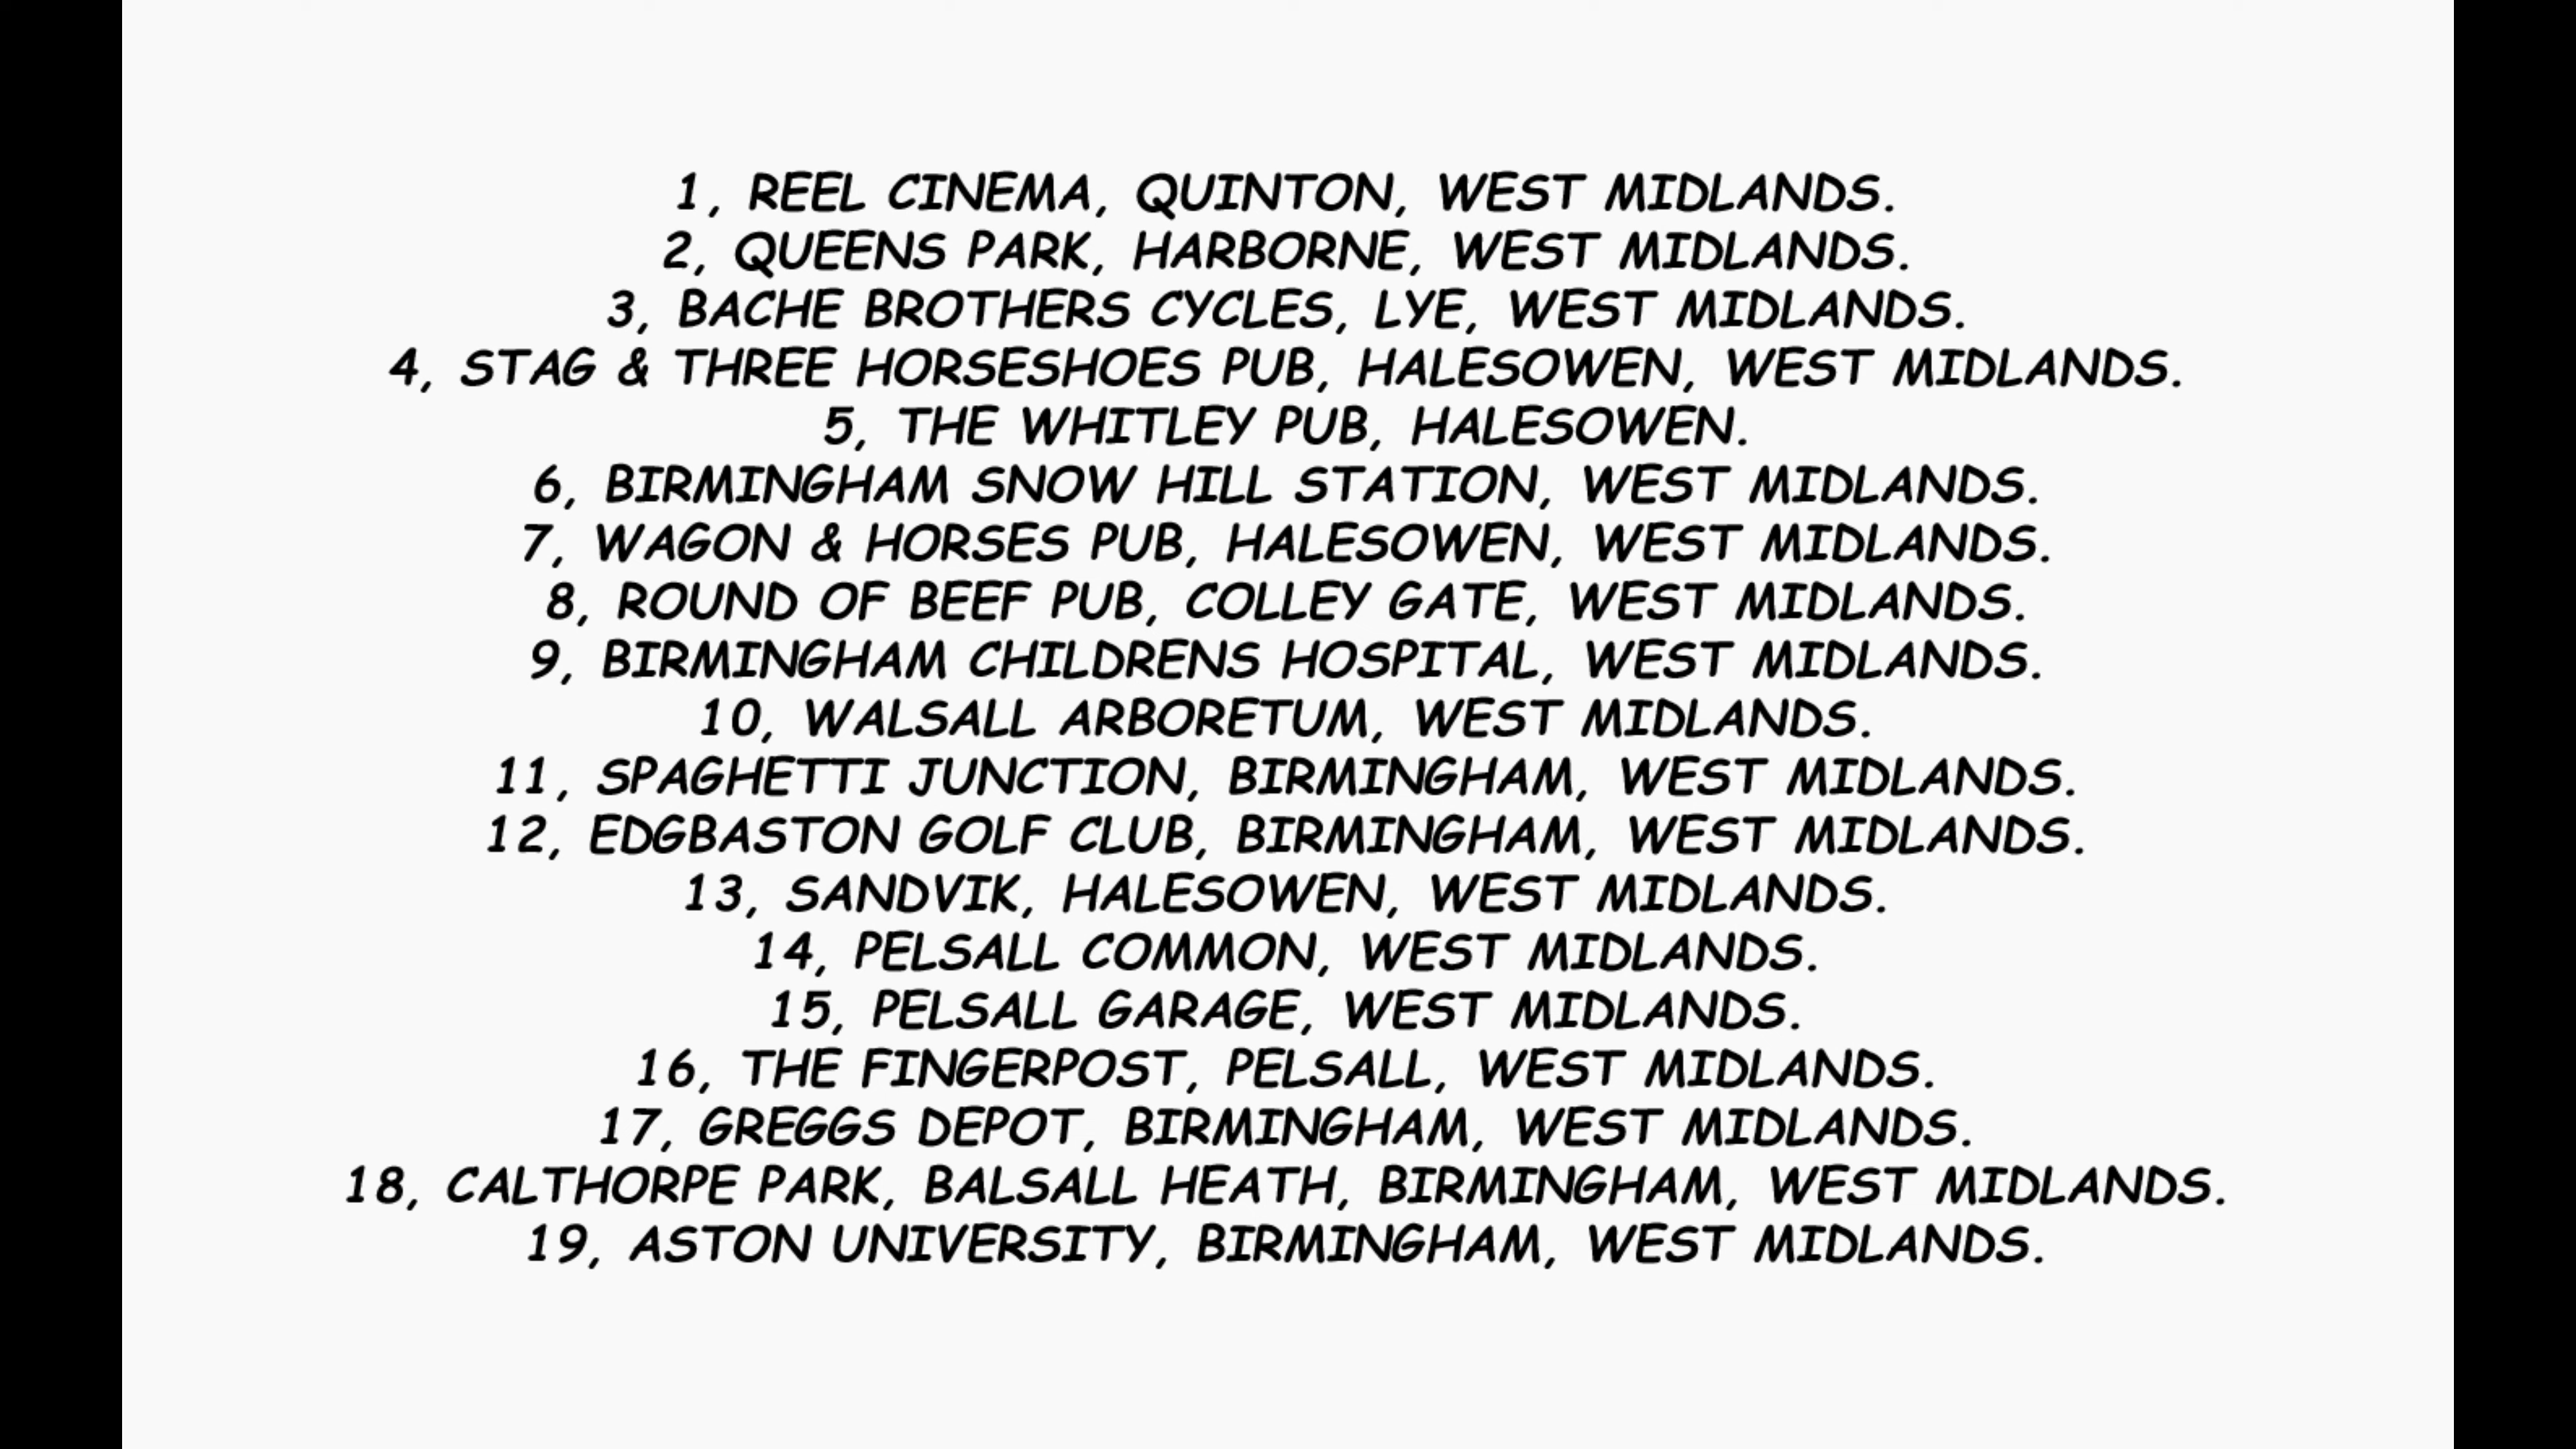 1, REEL CINEMA, QUINTON, WEST MIDLANDS.
2, QUEENS PARK, HARBORNE, WEST MIDLANDS.
3, BACHE BROTHERS CYCLES, LYE, WEST MIDLANDS.
4, STAG & THREE HORSESHOES PUB, HALESOWEN, WEST MIDLANDS.
5, THE WHITLEY PUB, HALESOWEN.
6, BIRMINGHAM SNOW HILL STATION, WEST MIDLANDS.
7, WAGON & HORSES PUB, HALESOWEN, WEST MIDLANDS.
8, ROUND OF BEEF PUB, COLLEY GATE, WEST MIDLANDS.
9, BIRMINGHAM CHILDRENS HOSPITAL, WEST MIDLANDS.
10, WALSALL ARBORETUM, WEST MIDLANDS.
11, SPAGHETTI JUNCTION, BIRMINGHAM, WEST MIDLANDS.
12, EDGBASTON GOLF CLUB, BIRMINGHAM, WEST MIDLANDS.
13, SANDVIK, HALESOWEN, WEST MIDLANDS.
14, PELSALL COMMON, WEST MIDLANDS.
15, PELSALL GARAGE, WEST MIDLANDS.
16, THE FINGERPOST, PELSALL, WEST MIDLANDS.
17, GREGGS DEPOT, BIRMINGHAM, WEST MIDLANDS.
18, CALTHORPE PARK, BALSALL HEATH, BIRMINGHAM, WEST MIDLANDS.
19, ASTON UNIVERSITY, BIRMINGHAM, WEST MIDLANDS.